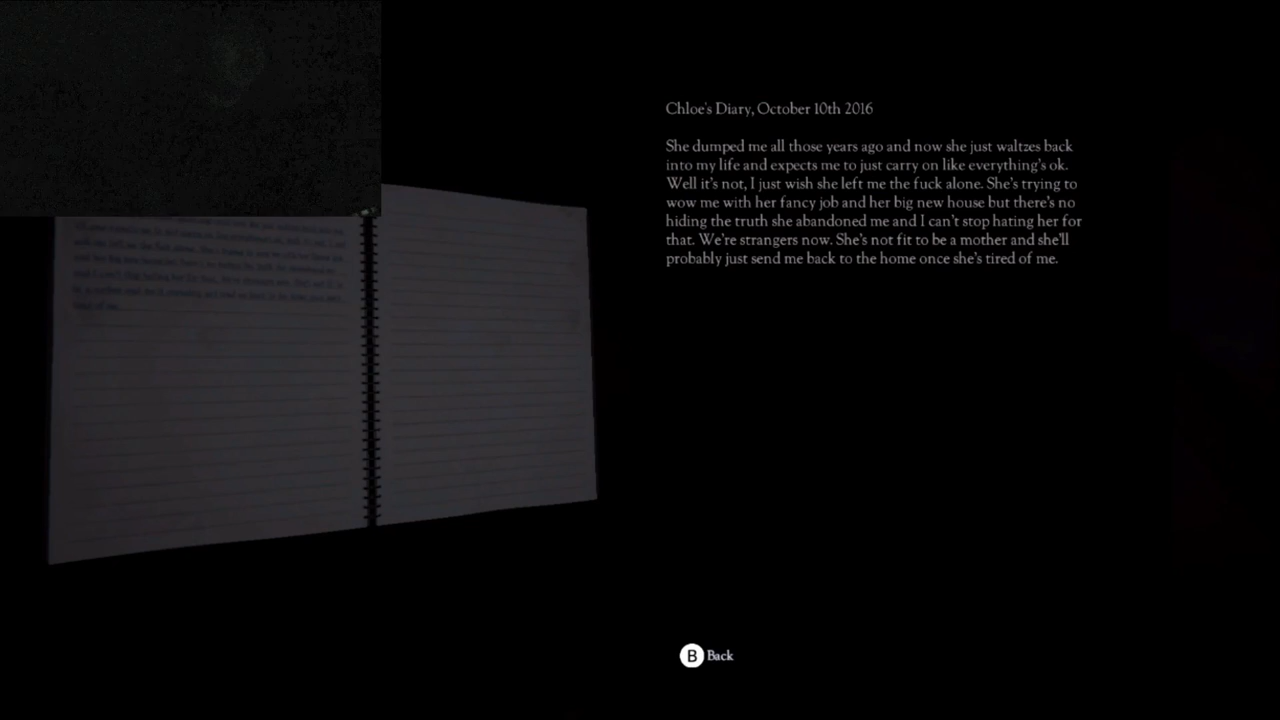 Chloe's Diary, October 10th 2016
She dumped me all those years ago and now she just waltzes back
into my life and expects me to just carry on like everything's ok.
Well it's not, I just wish she left me the fuck alone. She's trying to
wow me with her fancy job and her big new house but there's no
hiding the truth she abandoned me and I can't stop hating her for
that. We're strangers now. She's not fit to be a mother and she'll
probably just send me back to the home once she's tired of me.
B Back